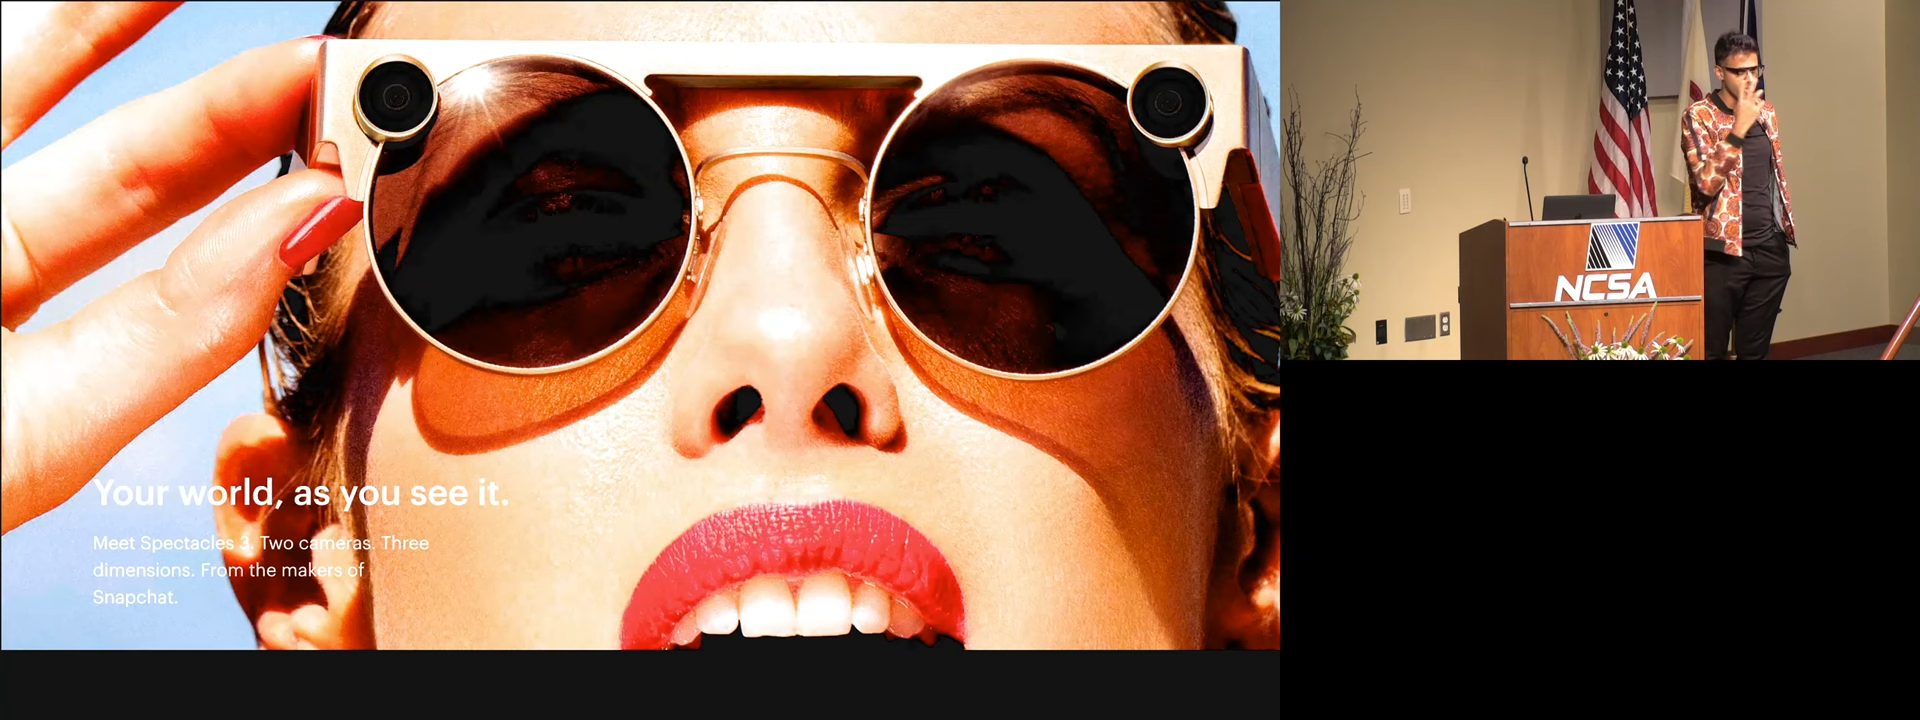 Your world, as you see it.
Meet Spectacles 3. Two cameras. Three
dimensions. From the makers of
Snapchat.
NCSA